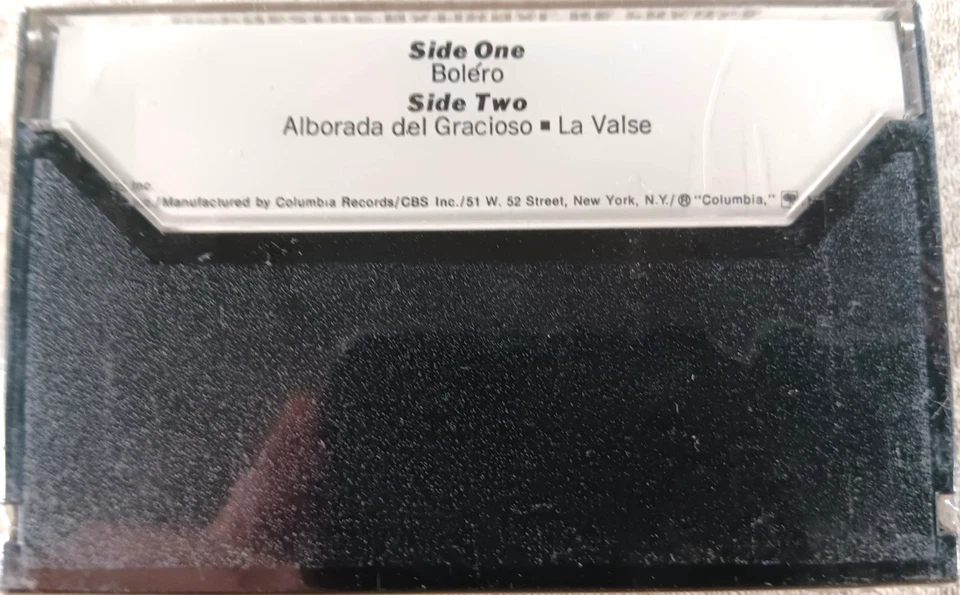 Side One
Boléro
Side Two
Alborada del Gracioso ■ La Valse
Inc.
/Manufactured by Columbia Records/CBS Inc./51 W. 52 Street, New York, N.Y./® "Columbia,"